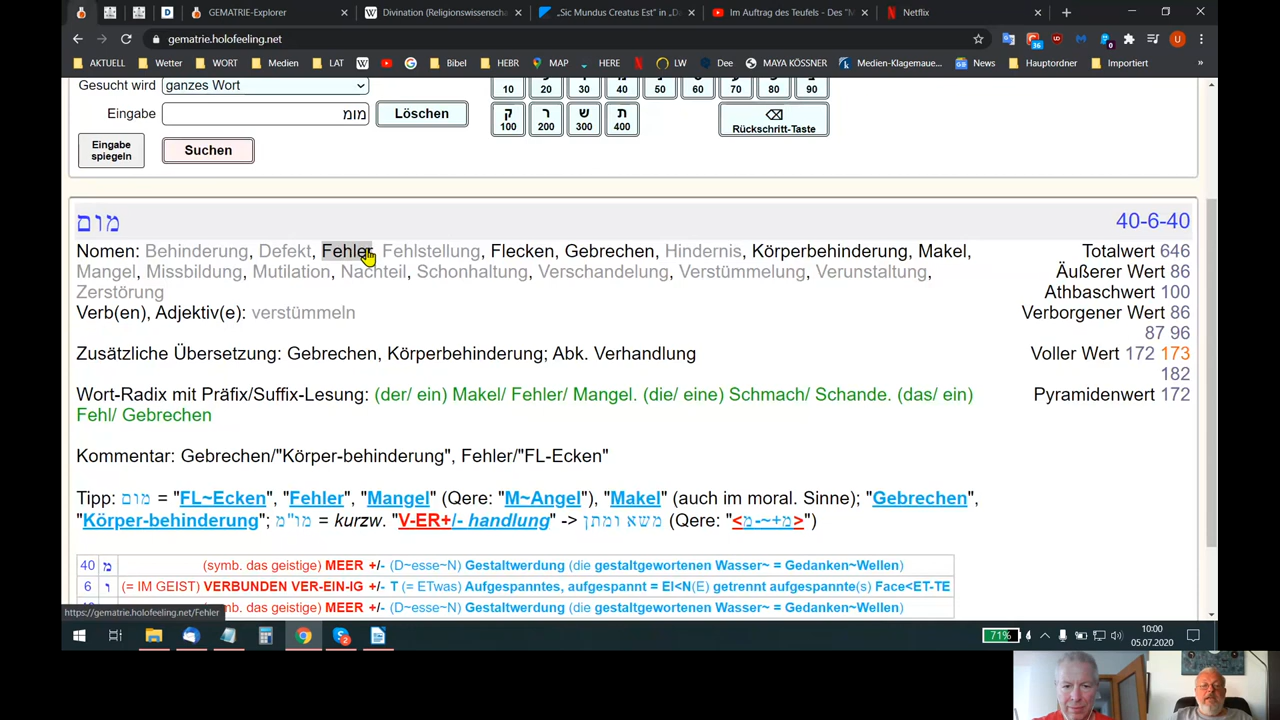 GEMATRIE-Explorer
Divination (Religionswissenscha
„Sic Mundus Creatus Est" in „D
Im Auftrag des Teufels - Des "M
Netflix
gematrie.holofeeling.net
AKTUELL Wetter WORT Medien LAT Bibel HEBR MAP HERE LW Dee MAYA KÖSSNER Medien-Klagemaue... News Hauptordner Importiert »
Gesucht wird ganzes Wort
10 20 30 40 50 60 70 80 90
Eingabe מומ Löschen
ק ר ש ת
100 200 300 400
Rückschritt-Taste
Eingabe spiegeln
Suchen
מום 40-6-40
Nomen: Behinderung, Defekt, Fehler, Fehlstellung, Flecken, Gebrechen, Hindernis, Körperbehinderung, Makel, Totalwert 646
Mangel, Missbildung, Mutilation, Nachteil, Schonhaltung, Verschandelung, Verstümmelung, Verunstaltung, Äußerer Wert 86
Zerstörung Athbaschwert 100
Verb(en), Adjektiv(e): verstümmeln Verborgener Wert 86
87 96
Zusätzliche Übersetzung: Gebrechen, Körperbehinderung; Abk. Verhandlung Voller Wert 172 173
182
Wort-Radix mit Präfix/Suffix-Lesung: (der/ ein) Makel/ Fehler/ Mangel. (die/ eine) Schmach/ Schande. (das/ ein) Pyramidenwert 172
Fehl/ Gebrechen
Kommentar: Gebrechen/"Körper-behinderung", Fehler/"FL-Ecken"
Tipp: מום = "FL~Ecken", "Fehler", "Mangel" (Qere: "M~Angel"), "Makel" (auch im moral. Sinne); "Gebrechen",
"Körper-behinderung"; מו"מ = kurzw. "V-ER+/- handlung" -> משא ומתן (Qere: "<מ~+-מ>")
40 מ (symb. das geistige) MEER +/- (D~esse~N) Gestaltwerdung (die gestaltgewordenen Wasser~ = Gedanken~Wellen)
6 ו (= IM GEIST) VERBUNDEN VER-EIN-IG +/- T (= ETwas) Aufgespanntes, aufgespannt = EI<N(E) getrennt aufgespannte(s) Face<ET-TE
ymb. das geistige) MEER +/- (D~esse~N) Gestaltwerdung (die gestaltgewordenen Wasser~ = Gedanken~Wellen)
https://gematrie.holofeeling.net/Fehler
71%
10:00
05.07.2020